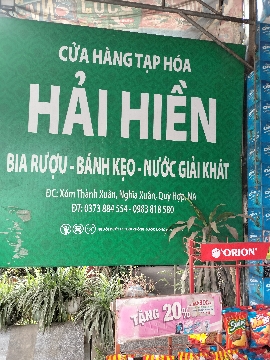 CỬA HÀNG TẠP HÓA
HẢI HIỀN
BIA RƯỢU - BÁNH KẸO - NƯỚC GIẢI KHÁT
ĐC: Xóm Thành Xuân, Nghĩa Xuân, Quỳ Hợp, NA
ĐT: 0373 884 554 - 0983 818 580
ORION
TẶNG 20%